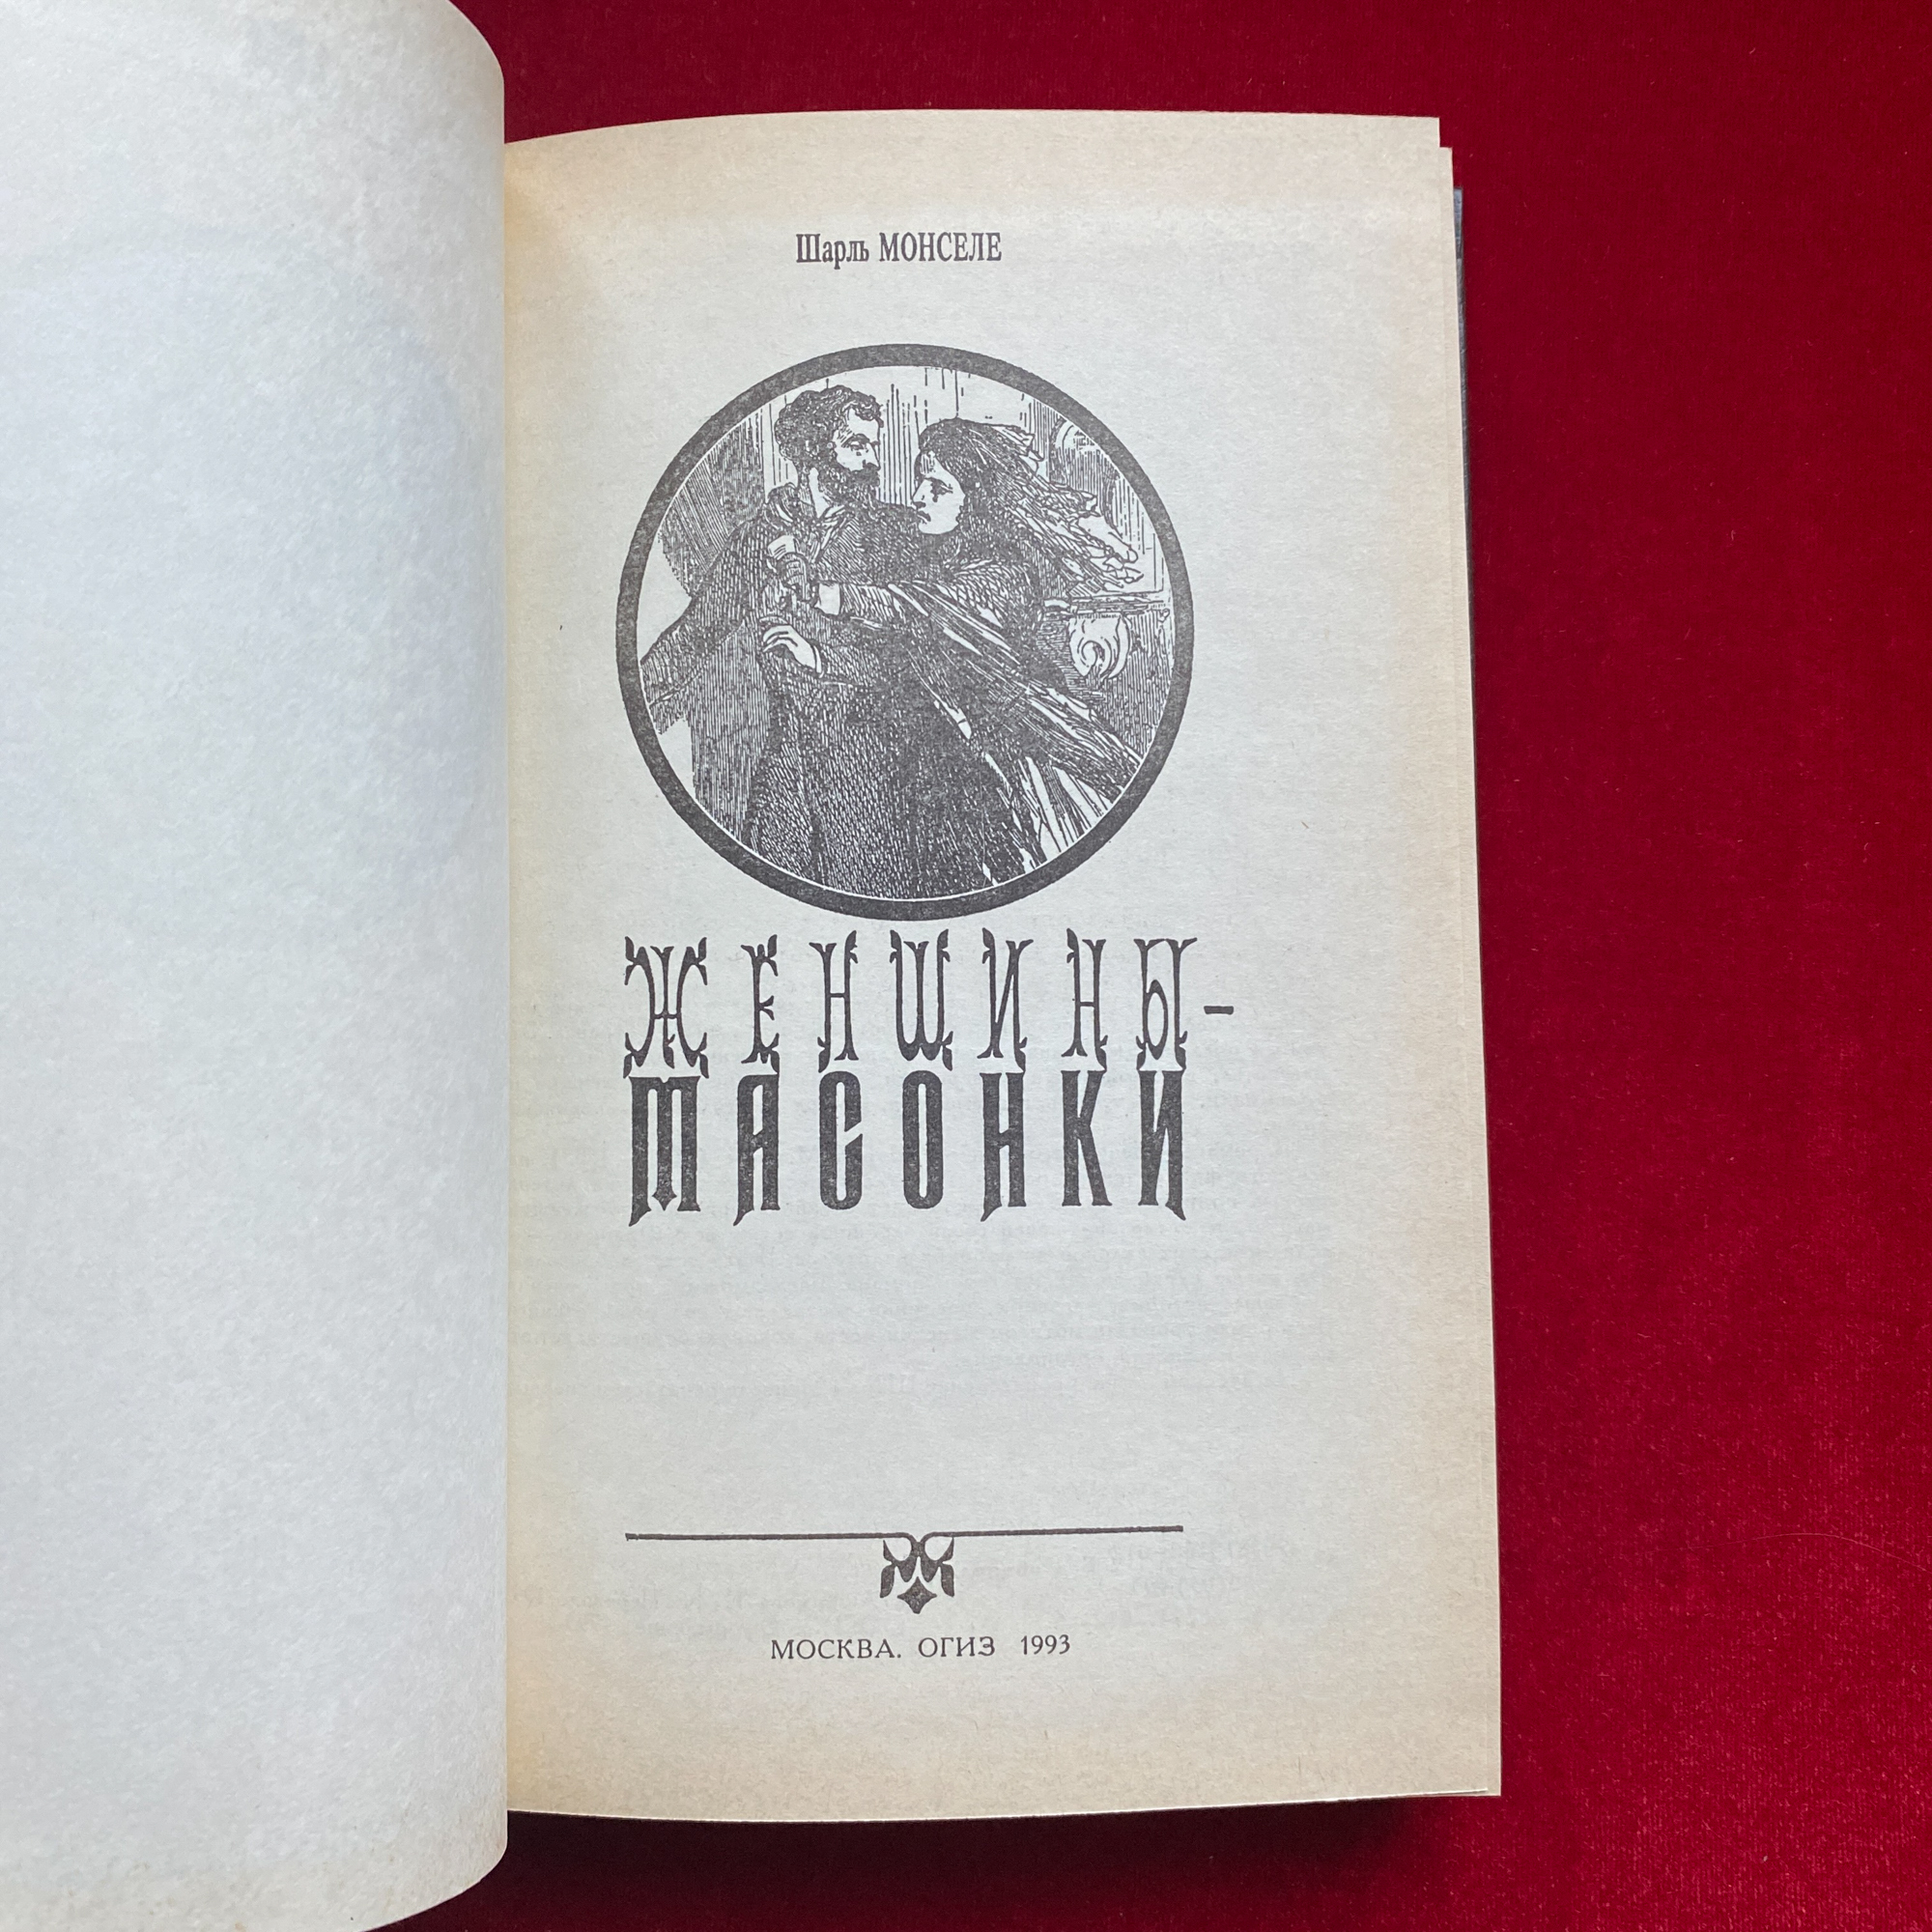 Шарль МОНСЕЛЕ
ЖЕНЩИНЫ-
МАСОНКИ
МОСКВА. ОГИЗ 1993